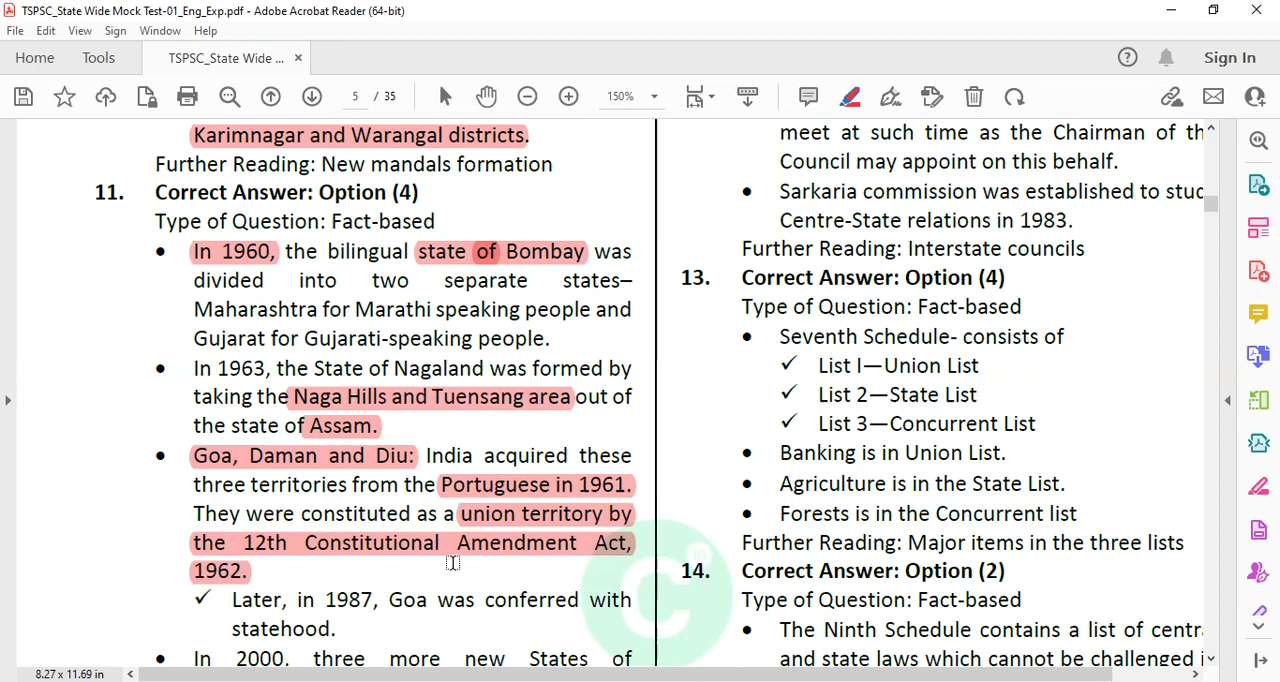 TSPSC_State Wide Mock Test-01_Eng_Exp.pdf - Adobe Acrobat Reader (64-bit)
File Edit View Sign Window Help
Home Tools TSPSC_State Wide ... × Sign In
5 / 35 150%
Karimnagar and Warangal districts.
Further Reading: New mandals formation
11. Correct Answer: Option (4)
Type of Question: Fact-based
• In 1960, the bilingual state of Bombay was
divided into two separate states–
Maharashtra for Marathi speaking people and
Gujarat for Gujarati-speaking people.
• In 1963, the State of Nagaland was formed by
taking the Naga Hills and Tuensang area out of
the state of Assam.
• Goa, Daman and Diu: India acquired these
three territories from the Portuguese in 1961.
They were constituted as a union territory by
the 12th Constitutional Amendment Act,
1962.
✓ Later, in 1987, Goa was conferred with
statehood.
• In 2000, three more new States of
meet at such time as the Chairman of th
Council may appoint on this behalf.
• Sarkaria commission was established to stud
Centre-State relations in 1983.
Further Reading: Interstate councils
13. Correct Answer: Option (4)
Type of Question: Fact-based
• Seventh Schedule- consists of
✓ List I—Union List
✓ List 2—State List
✓ List 3—Concurrent List
• Banking is in Union List.
• Agriculture is in the State List.
• Forests is in the Concurrent list
Further Reading: Major items in the three lists
14. Correct Answer: Option (2)
Type of Question: Fact-based
• The Ninth Schedule contains a list of centr
and state laws which cannot be challenged i
8.27 x 11.69 in